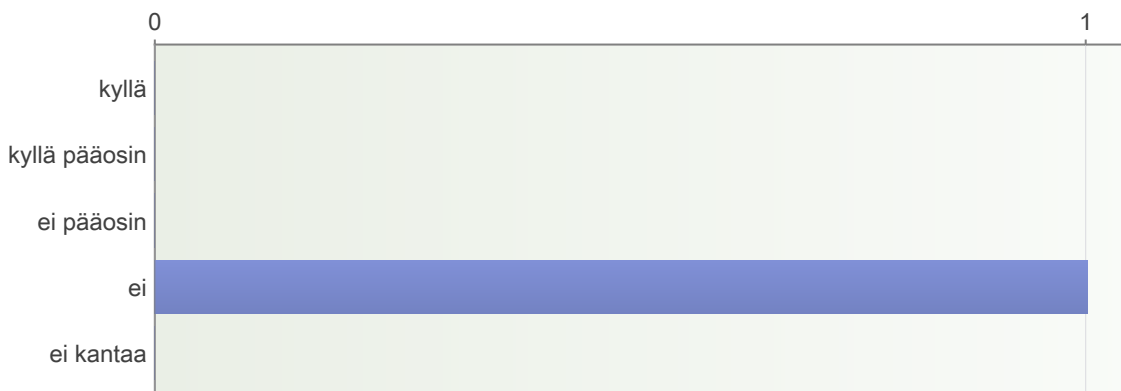 0 1
kyllä
kyllä pääosin
ei pääosin
ei
ei kantaa